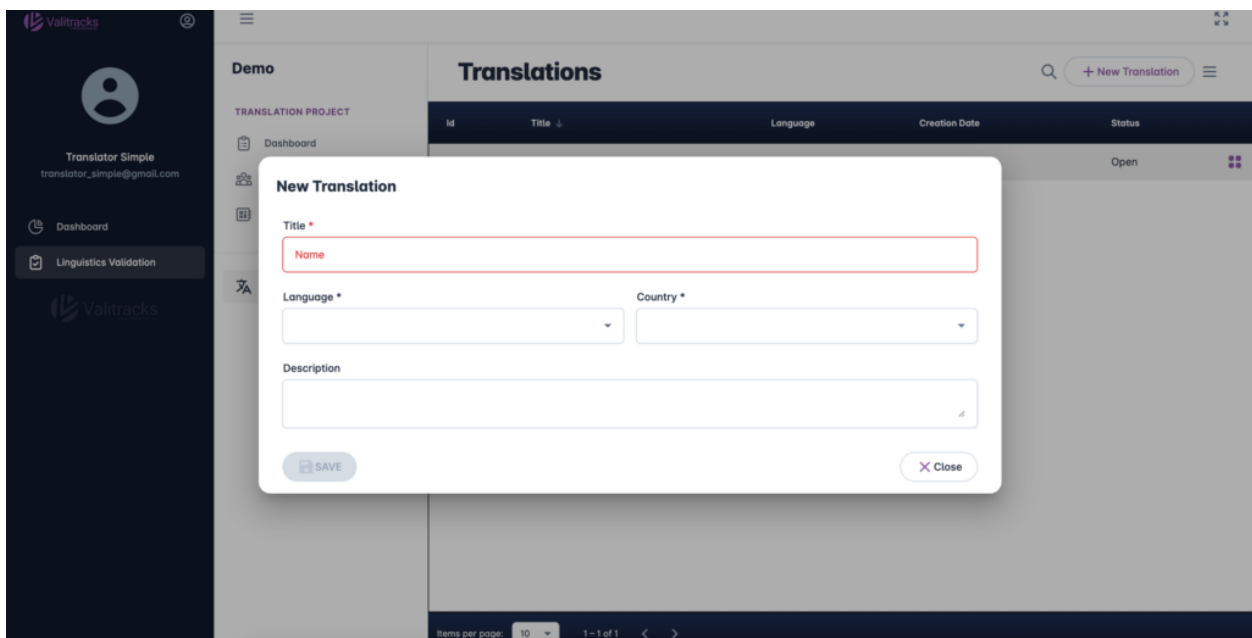 Valitracks
Translator Simple
translator_simple@gmail.com
Dashboard
Linguistics Validation
Valitracks
Demo
TRANSLATION PROJECT
Dashboard
Translations
+ New Translation
Id Title ↓ Language Creation Date Status
Open
New Translation
Title *
Name
Language * Country *
Description
SAVE
Close
Items per page: 10 1–1 of 1